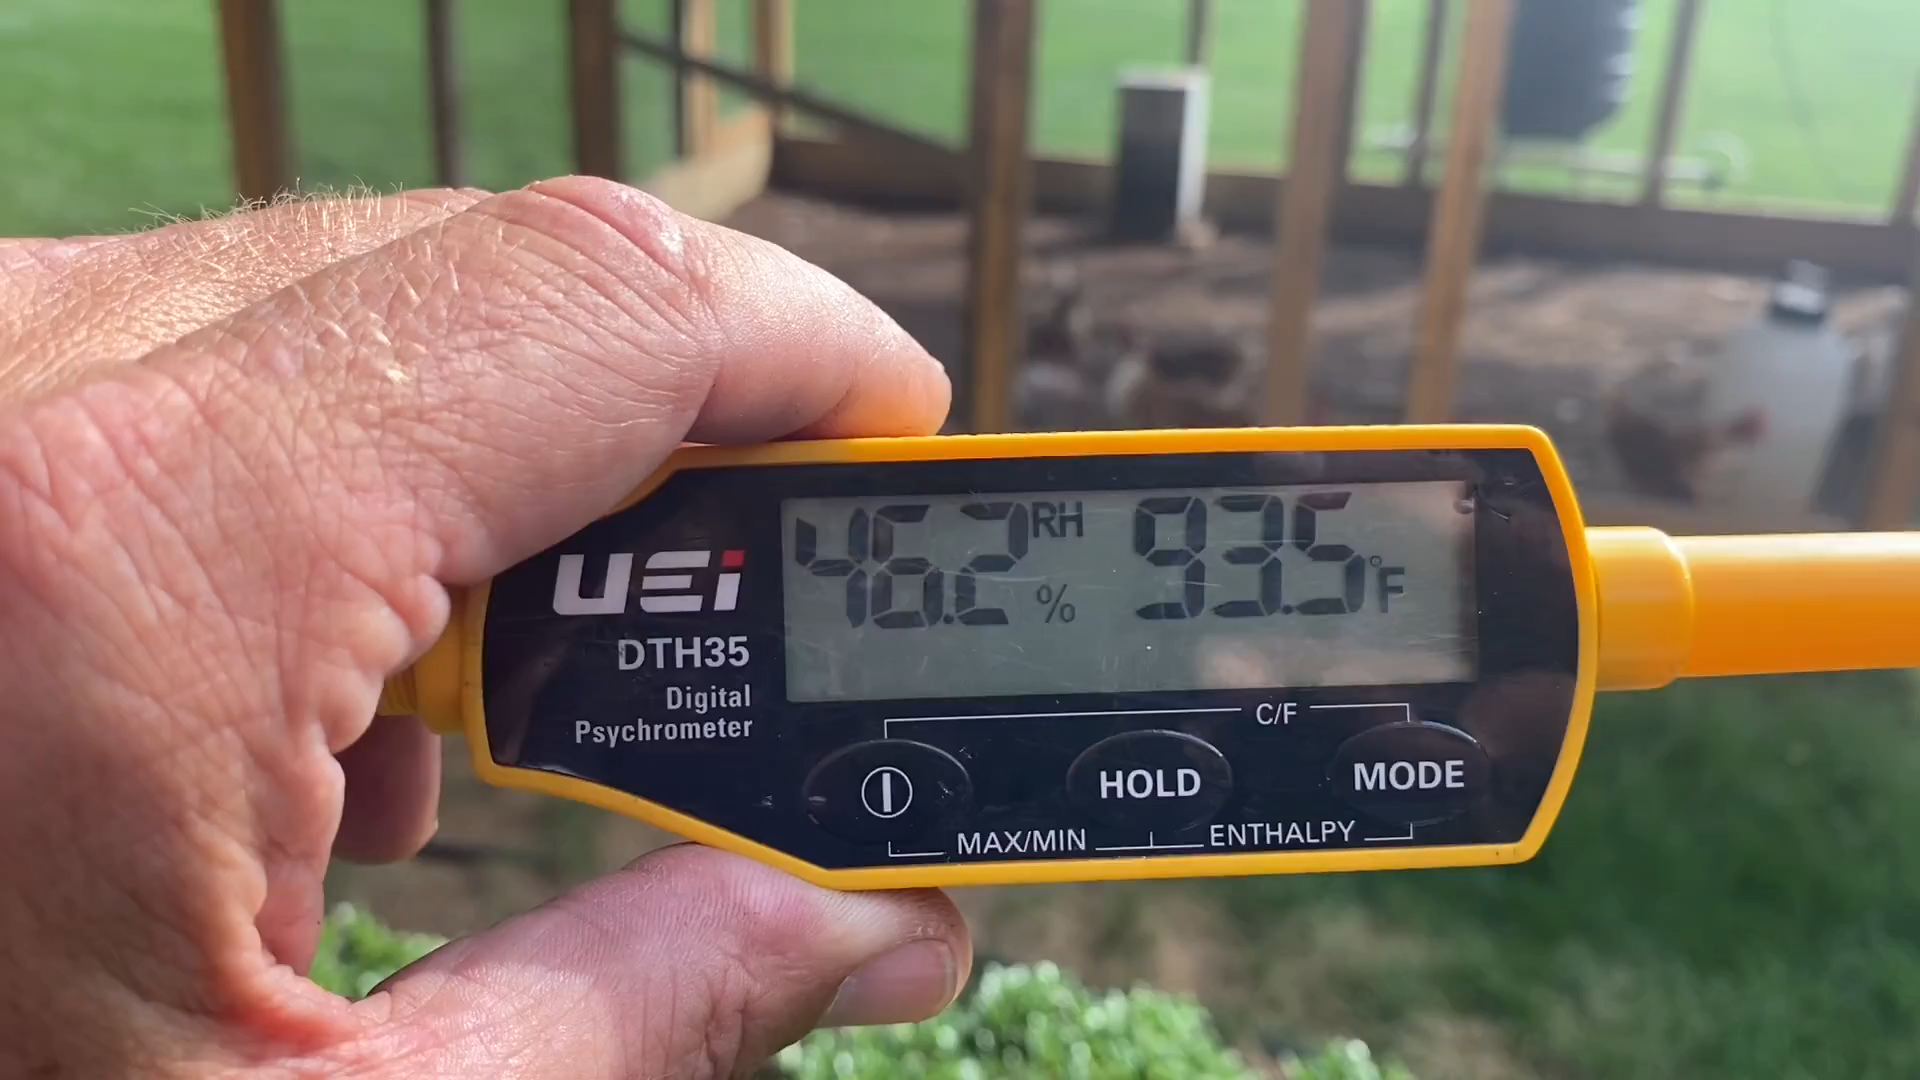 46.2 RH % 93.5 °F
UEi
DTH35
Digital
Psychrometer
C/F
HOLD
MODE
MAX/MIN
ENTHALPY